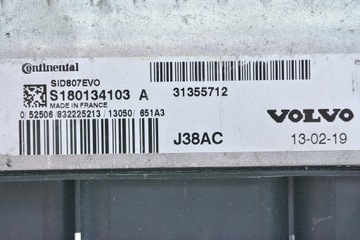 Continental
SID807EVO
S180134103 A
MADE IN FRANCE
0/52506/832225213/13050/651A3
31355712
VOLVO
J38AC
13-02-19